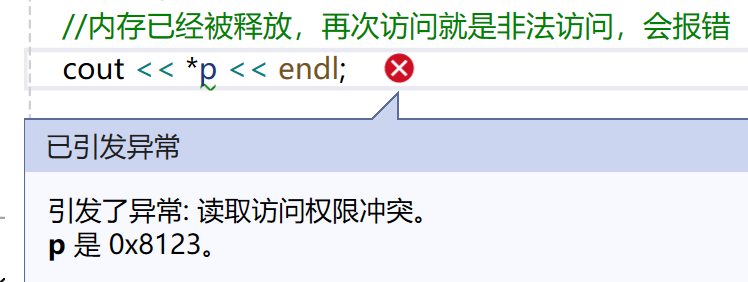 //内存已经被释放，再次访问就是非法访问，会报错
cout << *p << endl;
已引发异常
引发了异常: 读取访问权限冲突。
p 是 0x8123。